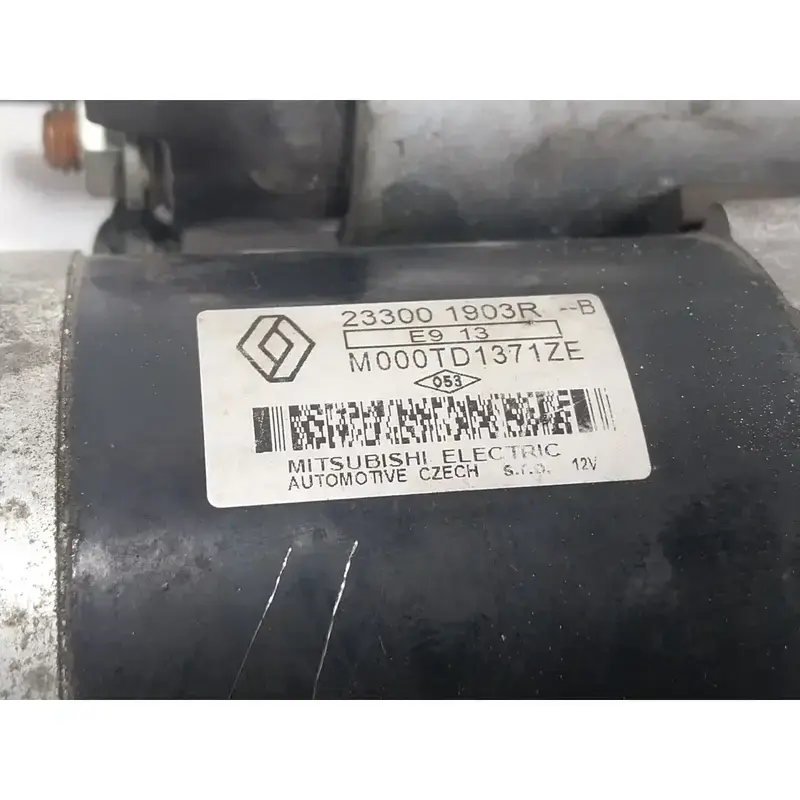 23300 1903R --B
E9 13
M000TD1371ZE
053
MITSUBISHI ELECTRIC
AUTOMOTIVE CZECH s.r.o. 12V